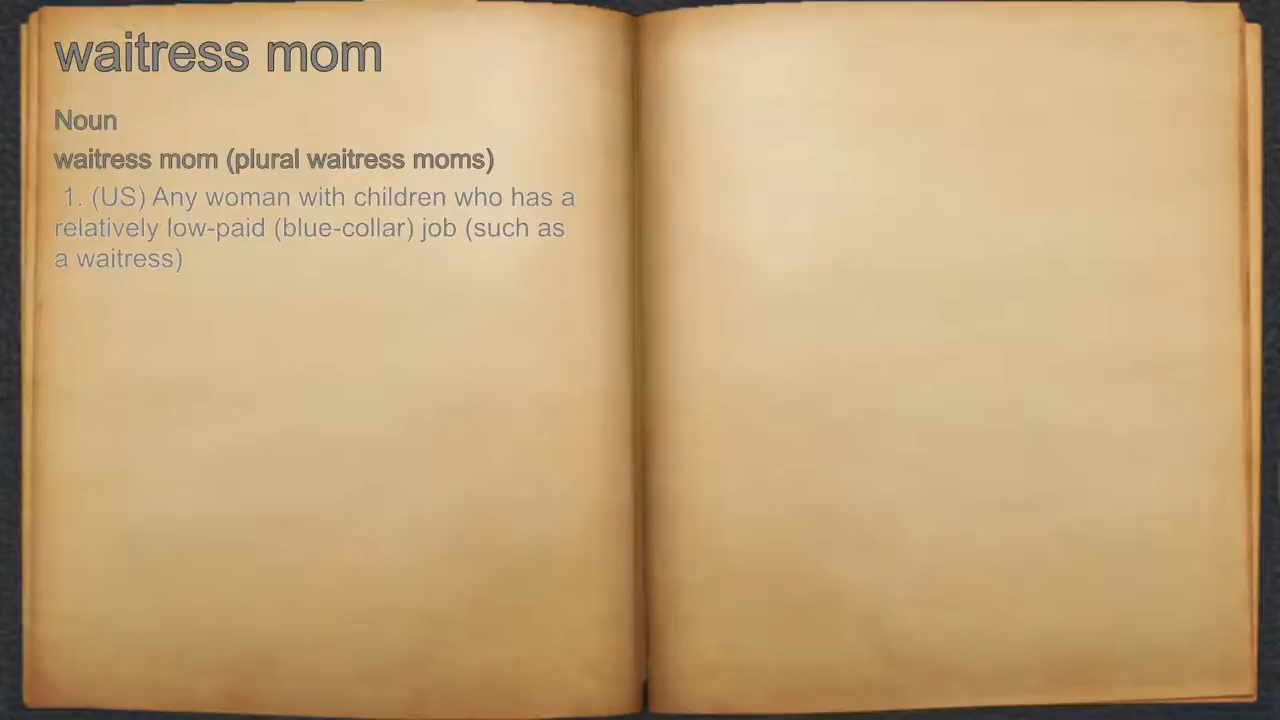 waitress mom
Noun
waitress mom (plural waitress moms)
1. (US) Any woman with children who has a
relatively low-paid (blue-collar) job (such as
a waitress)